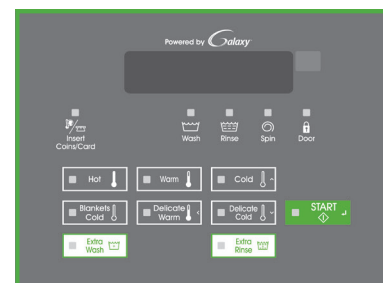 Powered by Galaxy
Insert
Coins/Card
Wash
Rinse
Spin
Door
Hot
Warm
Cold
Blankets
Cold
Delicate
Warm
Delicate
Cold
START
Extra
Wash
Extra
Rinse